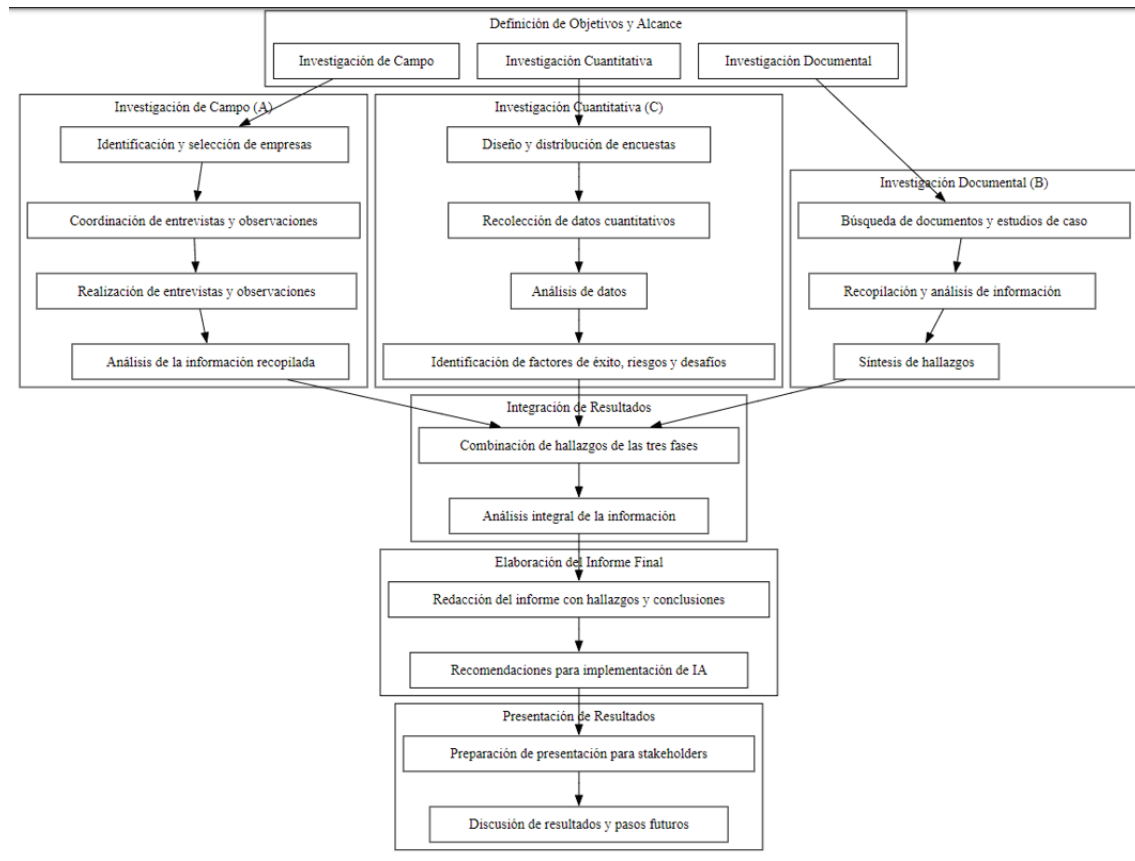 Definición de Objetivos y Alcance
Investigación de Campo
Investigación Cuantitativa
Investigación Documental
Investigación de Campo (A)
Identificación y selección de empresas
Coordinación de entrevistas y observaciones
Realización de entrevistas y observaciones
Análisis de la información recopilada
Investigación Cuantitativa (C)
Diseño y distribución de encuestas
Recolección de datos cuantitativos
Análisis de datos
Identificación de factores de éxito, riesgos y desafíos
Investigación Documental (B)
Búsqueda de documentos y estudios de caso
Recopilación y análisis de información
Síntesis de hallazgos
Integración de Resultados
Combinación de hallazgos de las tres fases
Análisis integral de la información
Elaboración del Informe Final
Redacción del informe con hallazgos y conclusiones
Recomendaciones para implementación de IA
Presentación de Resultados
Preparación de presentación para stakeholders
Discusión de resultados y pasos futuros